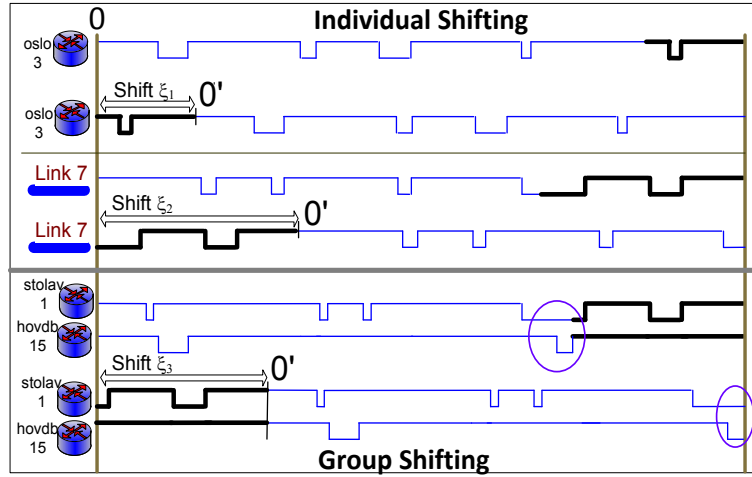 0
Individual Shifting
oslo
3
Shift ξ1
0'
oslo
3
Link 7
Shift ξ2
0'
Link 7
stolav
1
hovdb
15
Shift ξ3
0'
stolav
1
hovdb
15
Group Shifting